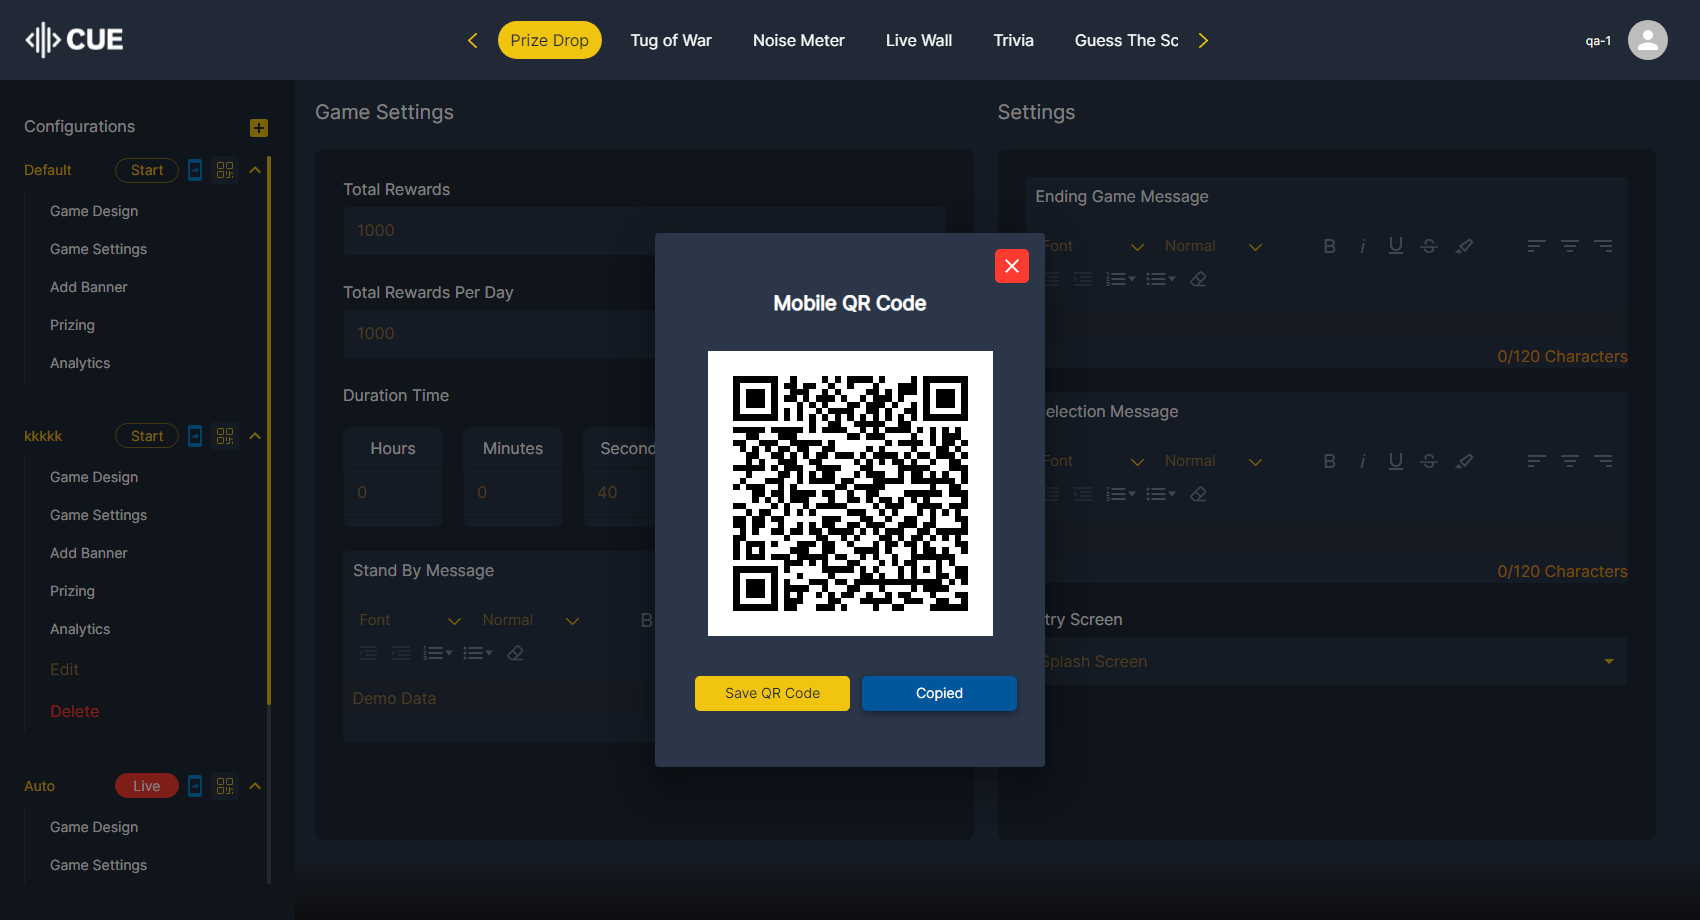 CUE
Prize Drop
Tug of War
Noise Meter
Live Wall
Trivia
Guess The Sc
qa-1
Configurations
Default
Start
Game Design
Game Settings
Add Banner
Prizing
Analytics
kkkkk
Start
Game Design
Game Settings
Add Banner
Prizing
Analytics
Edit
Delete
Auto
Live
Game Design
Game Settings
Game Settings
Total Rewards
1000
Total Rewards Per Day
1000
Duration Time
Hours
Minutes
Second
0
0
40
Stand By Message
Font
Normal
B
Demo Data
Mobile QR Code
Save QR Code
Copied
Settings
Ending Game Message
Font
Normal
B
i
U
S
0/120 Characters
election Message
Font
Normal
B
i
U
S
0/120 Characters
try Screen
Splash Screen